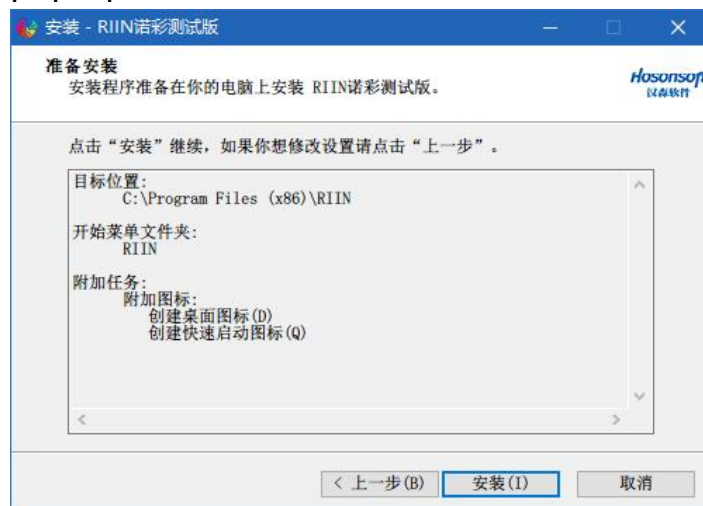 安装 - RIIN诺彩测试版
准备安装
安装程序准备在你的电脑上安装 RIIN诺彩测试版。
Hosonsoft
汉森软件
点击“安装”继续，如果你想修改设置请点击“上一步”。
目标位置:
C:\Program Files (x86)\RIIN
开始菜单文件夹:
RIIN
附加任务:
附加图标:
创建桌面图标(D)
创建快速启动图标(Q)
< 上一步(B) 安装(I) 取消